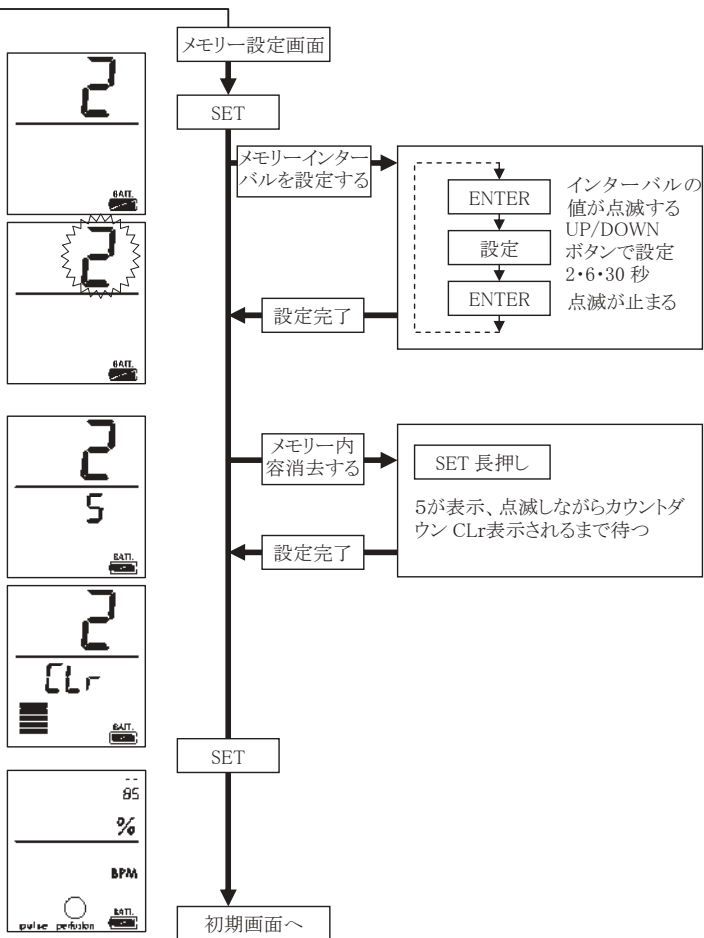 メモリー設定画面
2
BATT.
SET
メモリーインター
バルを設定する
ENTER
設定
ENTER
インターバルの
値が点滅する
UP/DOWN
ボタンで設定
2・6・30 秒
点滅が止まる
2
BATT.
設定完了
2
5
BATT.
メモリー内
容消去する
SET 長押し
5が表示、点滅しながらカウントダ
ウン CLr表示されるまで待つ
設定完了
2
CLr
BATT.
SET
--
85
%
BPM
pulse perfusion BATT.
初期画面へ